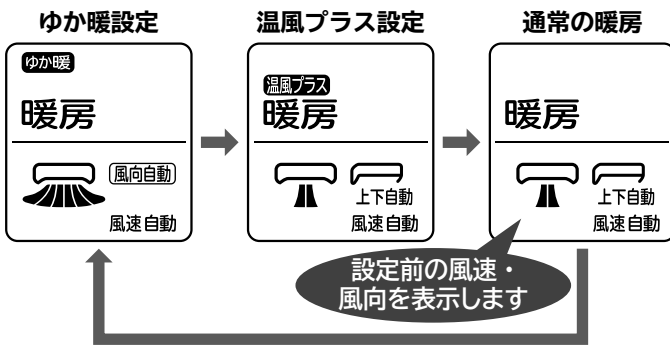 ゆか暖設定
ゆか暖
暖房
風向自動
風速自動
温風プラス設定
温風プラス
暖房
上下自動
風速自動
通常の暖房
暖房
上下自動
風速自動
設定前の風速・
風向を表示します